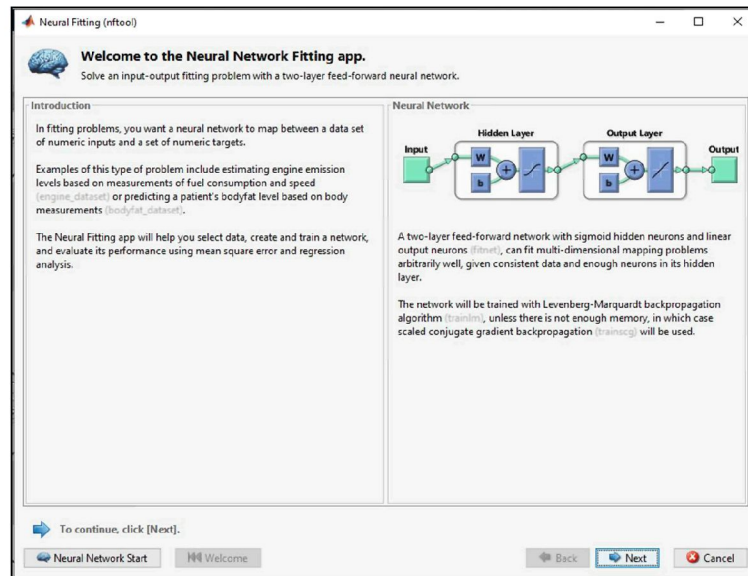 Neural Fitting (nftool)
Welcome to the Neural Network Fitting app.
Solve an input-output fitting problem with a two-layer feed-forward neural network.
Introduction
In fitting problems, you want a neural network to map between a data set
of numeric inputs and a set of numeric targets.
Examples of this type of problem include estimating engine emission
levels based on measurements of fuel consumption and speed
(engine_dataset) or predicting a patient's bodyfat level based on body
measurements (bodyfat_dataset).
The Neural Fitting app will help you select data, create and train a network,
and evaluate its performance using mean square error and regression
analysis.
Neural Network
Hidden Layer
Output Layer
Input
Output
W
b
+
W
b
+
A two-layer feed-forward network with sigmoid hidden neurons and linear
output neurons (fitnet), can fit multi-dimensional mapping problems
arbitrarily well, given consistent data and enough neurons in its hidden
layer.
The network will be trained with Levenberg-Marquardt backpropagation
algorithm (trainlm), unless there is not enough memory, in which case
scaled conjugate gradient backpropagation (trainscg) will be used.
To continue, click [Next].
Neural Network Start
Welcome
Back
Next
Cancel